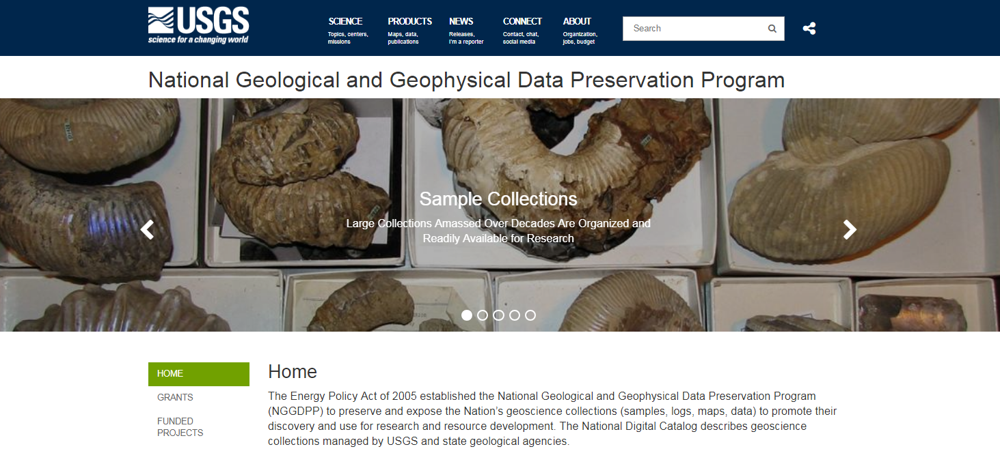 USGS
science for a changing world
SCIENCE
Topics, centers,
missions
PRODUCTS
Maps, data,
publications
NEWS
Releases,
I'm a reporter
CONNECT
Contact, chat,
social media
ABOUT
Organization,
jobs, budget
Search
National Geological and Geophysical Data Preservation Program
Sample Collections
Large Collections Amassed Over Decades Are Organized and
Readily Available for Research
HOME
GRANTS
FUNDED
PROJECTS
Home
The Energy Policy Act of 2005 established the National Geological and Geophysical Data Preservation Program
(NGGDPP) to preserve and expose the Nation’s geoscience collections (samples, logs, maps, data) to promote their
discovery and use for research and resource development. The National Digital Catalog describes geoscience
collections managed by USGS and state geological agencies.